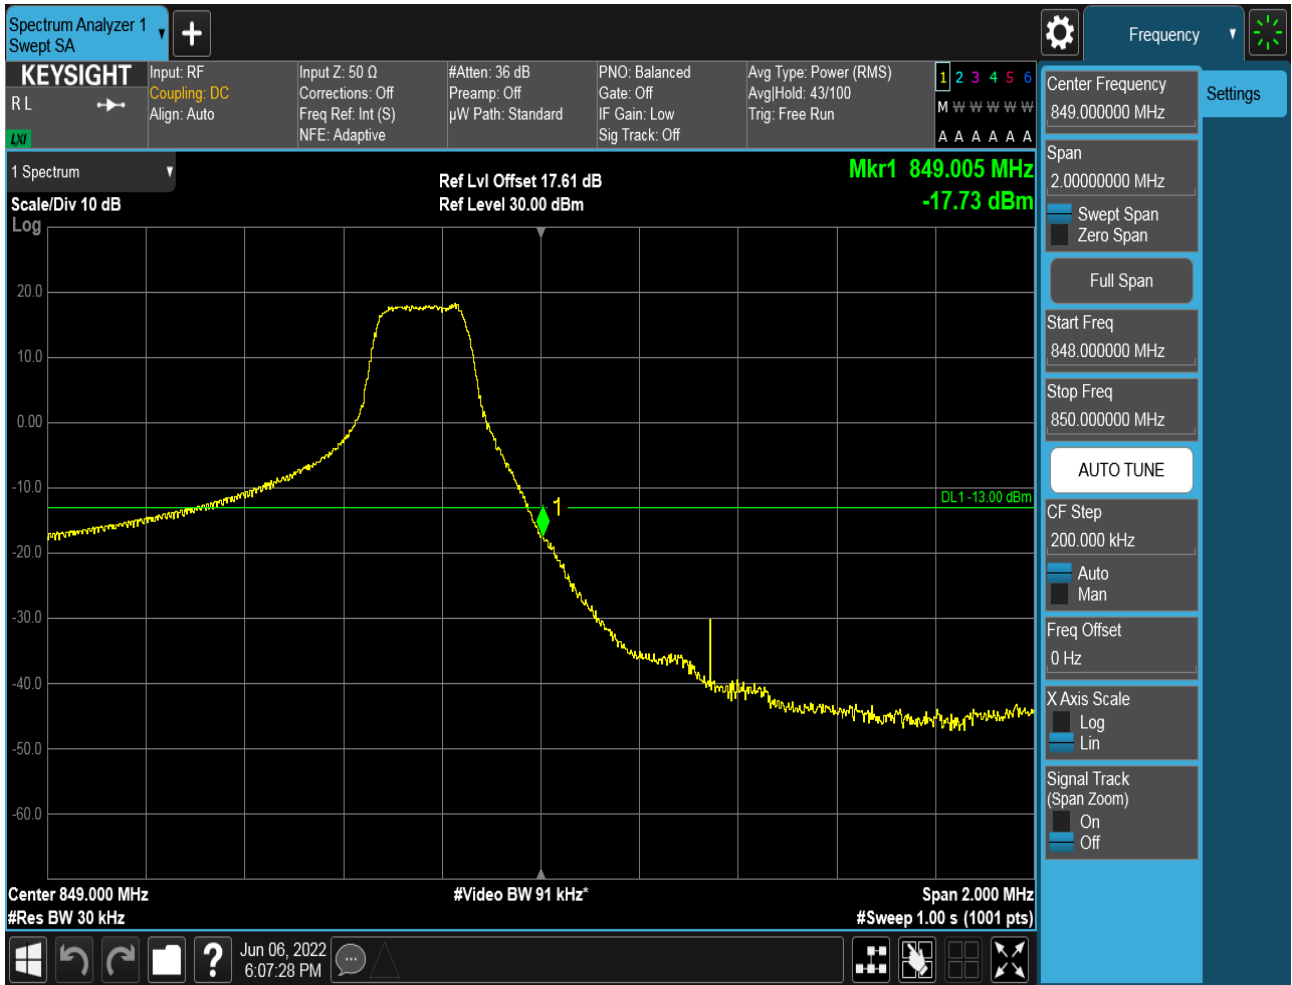 Spectrum Analyzer 1
Swept SA
Frequency
KEYSIGHT
R L
LXI
Input: RF
Coupling: DC
Align: Auto
Input Z: 50 Ω
Corrections: Off
Freq Ref: Int (S)
NFE: Adaptive
#Atten: 36 dB
Preamp: Off
µW Path: Standard
PNO: Balanced
Gate: Off
IF Gain: Low
Sig Track: Off
Avg Type: Power (RMS)
Avg|Hold: 43/100
Trig: Free Run
1 2 3 4 5 6
M W W W W W
A A A A A A
1 Spectrum
Scale/Div 10 dB
Log
Ref Lvl Offset 17.61 dB
Ref Level 30.00 dBm
Mkr1 849.005 MHz
-17.73 dBm
20.0
10.0
0.00
-10.0
-20.0
-30.0
-40.0
-50.0
-60.0
DL1 -13.00 dBm
1
Center 849.000 MHz
#Video BW 91 kHz*
Span 2.000 MHz
#Res BW 30 kHz
#Sweep 1.00 s (1001 pts)
Jun 06, 2022
6:07:28 PM
Center Frequency
849.000000 MHz
Settings
Span
2.00000000 MHz
Swept Span
Zero Span
Full Span
Start Freq
848.000000 MHz
Stop Freq
850.000000 MHz
AUTO TUNE
CF Step
200.000 kHz
Auto
Man
Freq Offset
0 Hz
X Axis Scale
Log
Lin
Signal Track
(Span Zoom)
On
Off